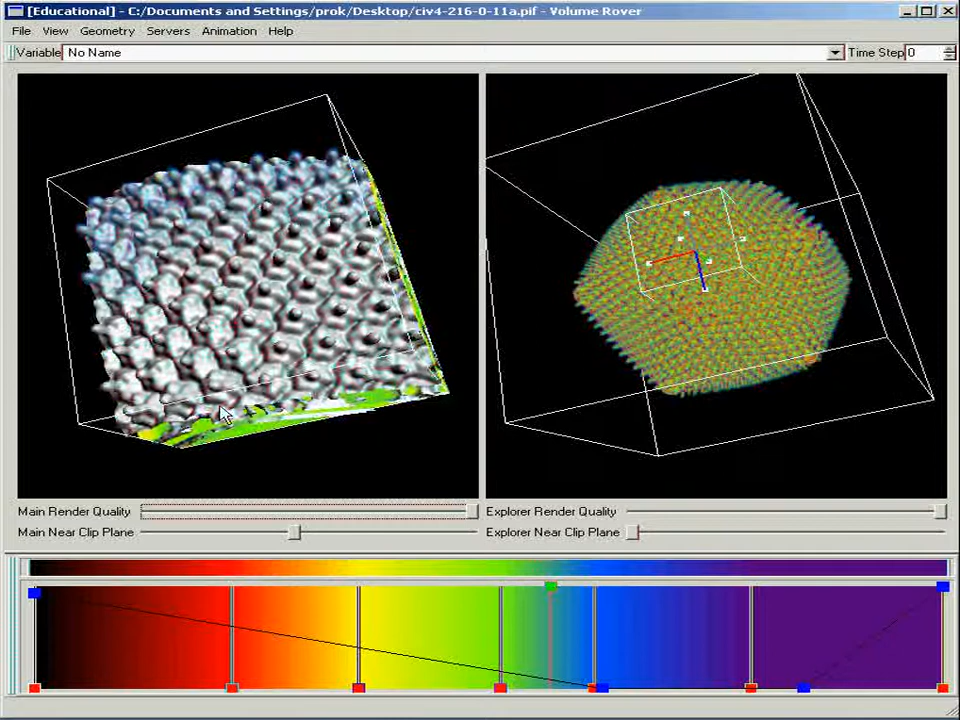 [Educational] - C:/Documents and Settings/prok/Desktop/civ4-216-0-11a.pif - Volume Rover
File View Geometry Servers Animation Help
Variable No Name Time Step 0
Main Render Quality Explorer Render Quality
Main Near Clip Plane Explorer Near Clip Plane